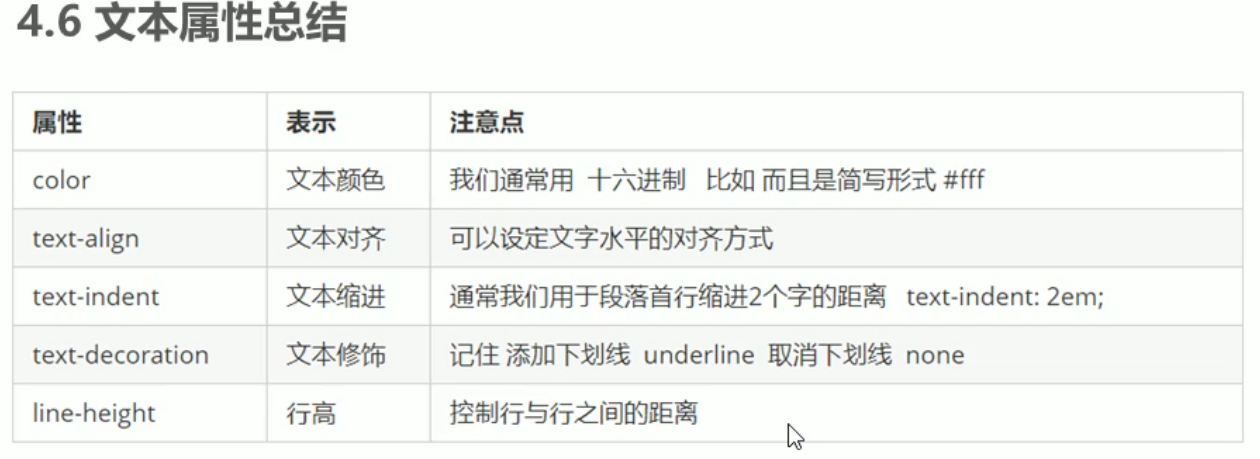 4.6 文本属性总结
属性 表示 注意点
color 文本颜色 我们通常用 十六进制 比如 而且是简写形式 #fff
text-align 文本对齐 可以设定文字水平的对齐方式
text-indent 文本缩进 通常我们用于段落首行缩进2个字的距离 text-indent: 2em;
text-decoration 文本修饰 记住 添加下划线 underline 取消下划线 none
line-height 行高 控制行与行之间的距离